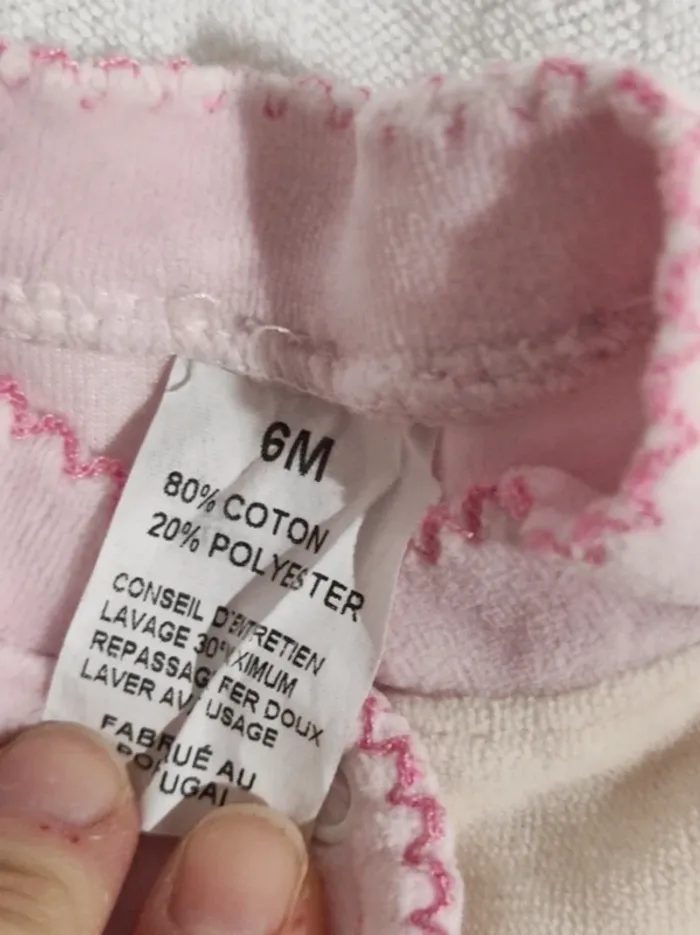 6M
80% COTON
20% POLYESTER
CONSEIL D'ENTRETIEN
LAVAGE 30° MAXIMUM
REPASSAGE FER DOUX
LAVER AVANT USAGE
FABRIQUÉ AU
PORTUGAL